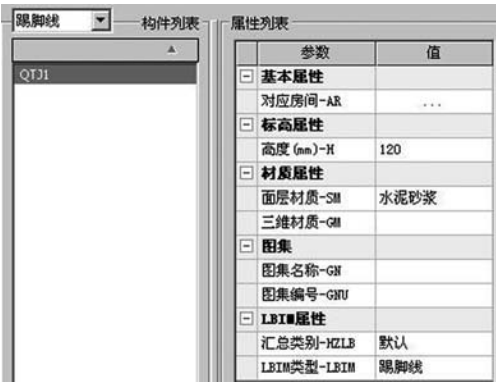 踢脚线
构件列表
属性列表
QTJ1
参数 值
基本属性
对应房间-AR ...
标高属性
高度(mm)-H 120
材质属性
面层材质-SM 水泥砂浆
三维材质-GM
图集
图集名称-GN
图集编号-GNU
LBIM属性
汇总类别-HZLB 默认
LBIM类型-LBIM 踢脚线